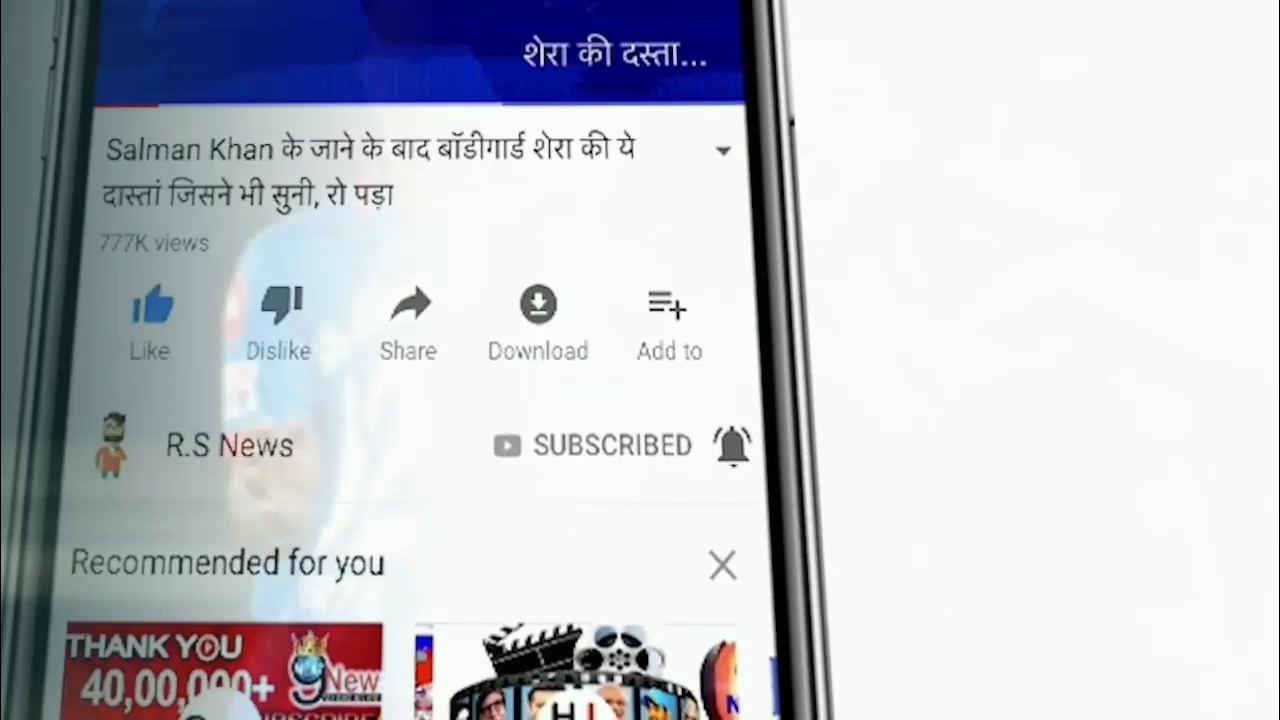 शेरा की दस्ता...
Salman Khan के जाने के बाद बॉडीगार्ड शेरा की ये
दास्तां जिसने भी सुनी, रो पड़ा
777K views
Like Dislike Share Download Add to
R.S News SUBSCRIBED
Recommended for you
THANK YOU
40,00,000+
News
SUBSCRIBE